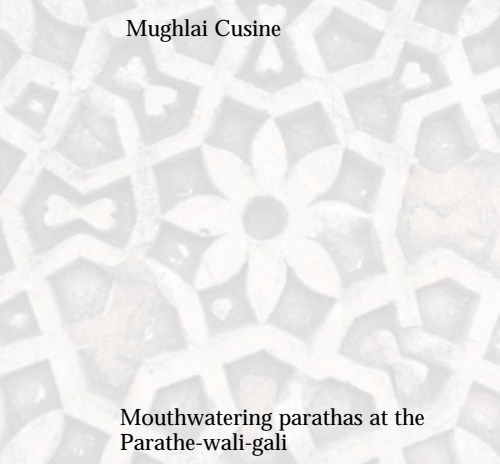 Mughlai Cusine
Mouthwatering parathas at the
Parathe-wali-gali